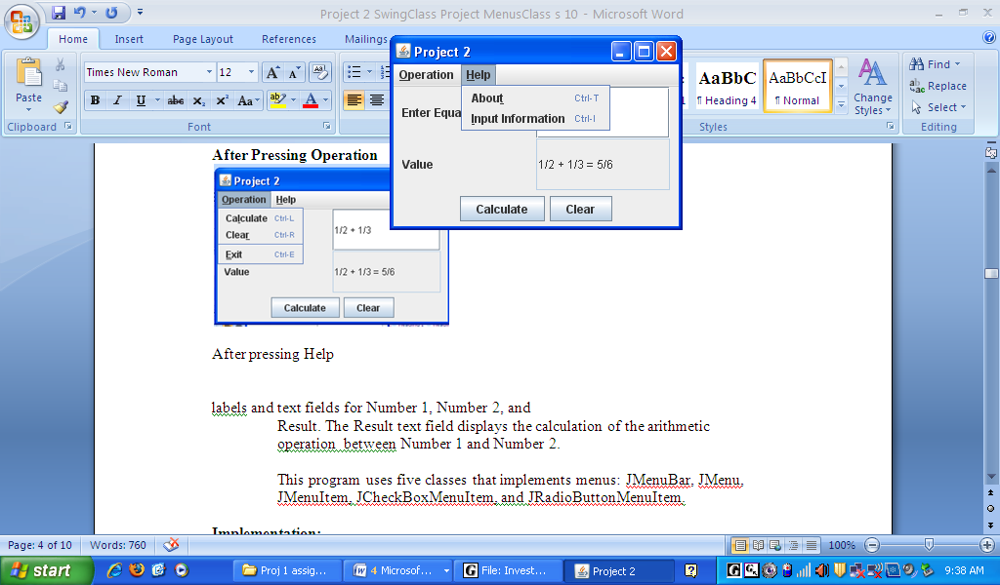 Project 2 SwingClass Project MenusClass s 10 - Microsoft Word
Home Insert Page Layout References Mailings
Paste
Clipboard
Times New Roman 12
B I U abc X₂ X² Aa
ab A
Font
AaBbC AaBbCcI
¶ Heading 4 ¶ Normal
Change
Styles
Styles
Find
Replace
Select
Editing
Project 2
Operation Help
About Ctrl-T
Input Information Ctrl-I
Enter Equa
Value 1/2 + 1/3 = 5/6
Calculate Clear
After Pressing Operation
Project 2
Operation Help
Calculate Ctrl-L
Clear Ctrl-R
Exit Ctrl-E
1/2 + 1/3
Value 1/2 + 1/3 = 5/6
Calculate Clear
After pressing Help
labels and text fields for Number 1, Number 2, and
Result. The Result text field displays the calculation of the arithmetic
operation between Number 1 and Number 2.
This program uses five classes that implements menus: JMenuBar, JMenu,
JMenuItem, JCheckBoxMenuItem, and JRadioButtonMenuItem.
Implementation:
Page: 4 of 10 Words: 760 100%
start Proj 1 assig... 4 Microsof... File: Invest... Project 2 9:38 AM